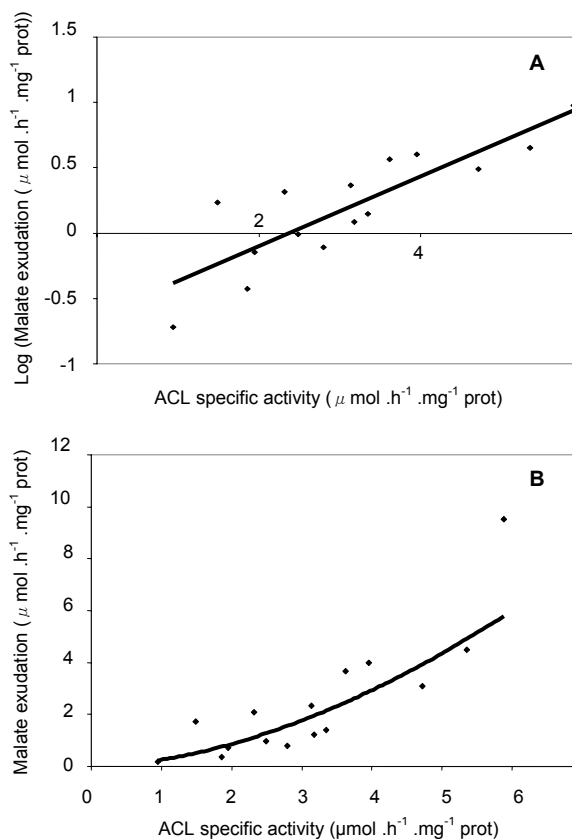 1.5
A
1
0.5
0
2
4
-0.5
-1
Log (Malate exudation ( μ mol .h-1 .mg-1 prot))
ACL specific activity ( μ mol .h-1 .mg-1 prot)
12
B
10
8
6
4
2
0
Malate exudation ( μ mol .h-1 .mg-1 prot)
0 1 2 3 4 5 6
ACL specific activity (μmol .h-1 .mg-1 prot)